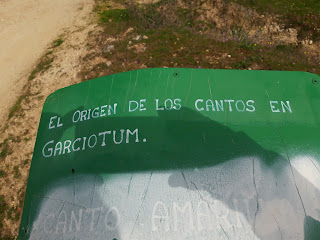 EL ORIGEN DE LOS CANTOS EN
GARCIOTUM.
CANTO